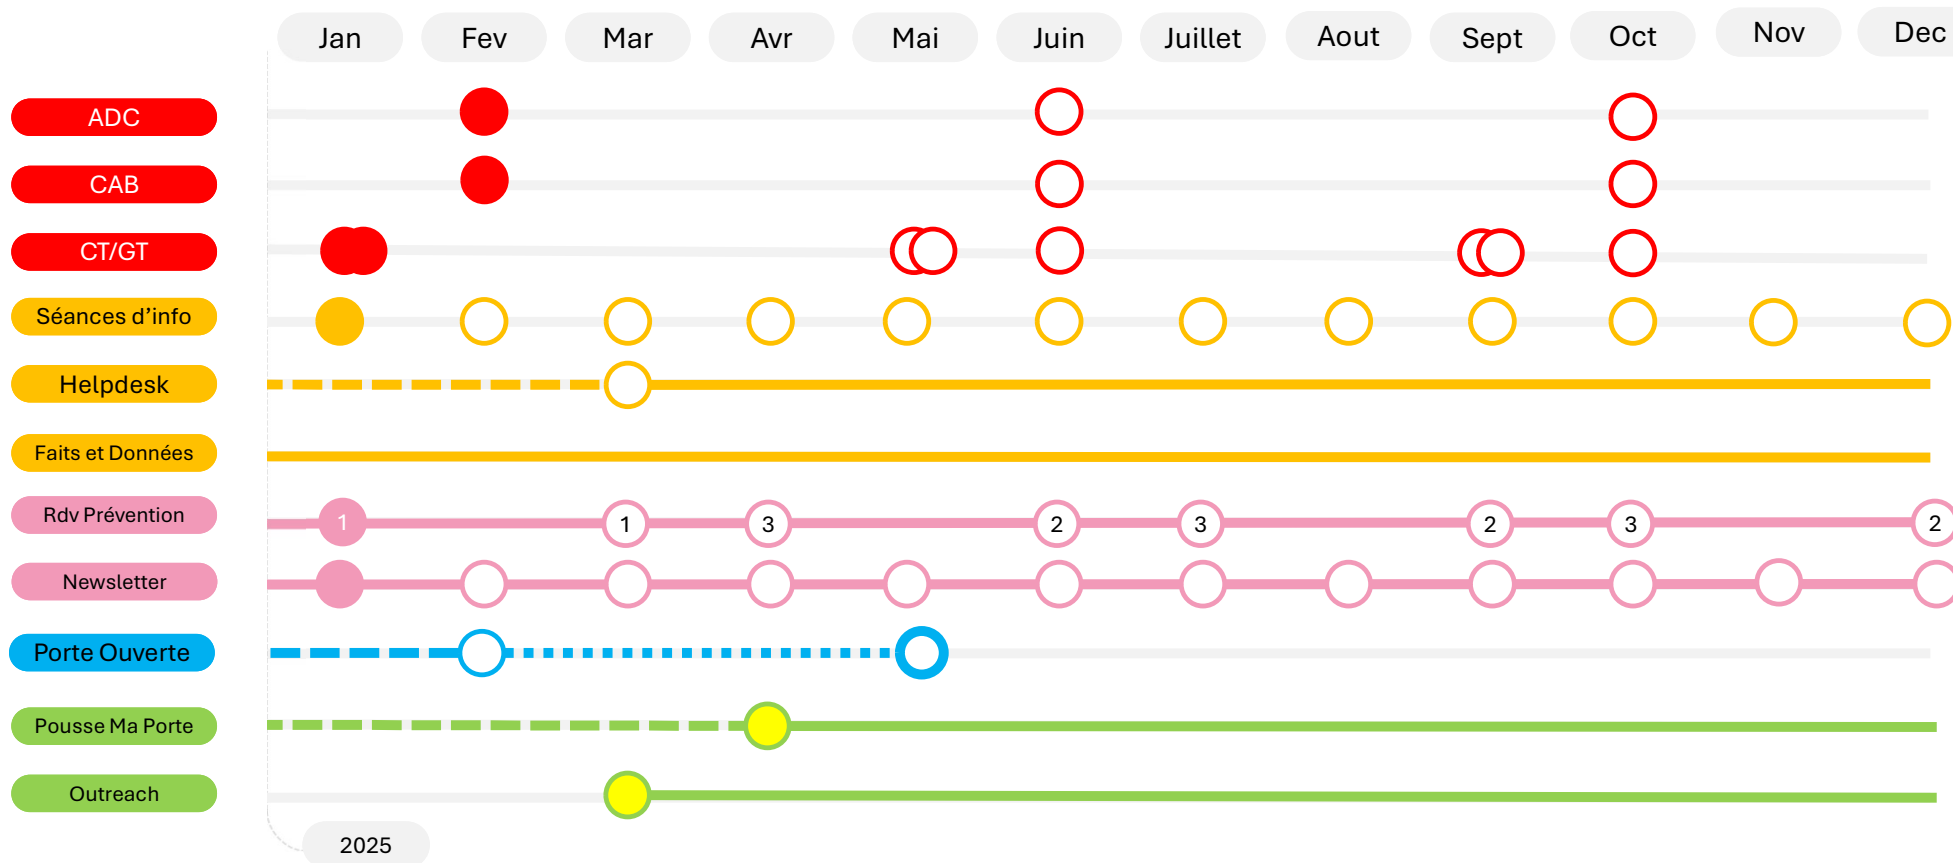 Jan Fev Mar Avr Mai Juin Juillet Aout Sept Oct Nov Dec
ADC
CAB
CT/GT
Séances d’info
Helpdesk
Faits et Données
Rdv Prévention 1 1 3 2 3 2 3 2
Newsletter
Porte Ouverte
Pousse Ma Porte
Outreach
2025